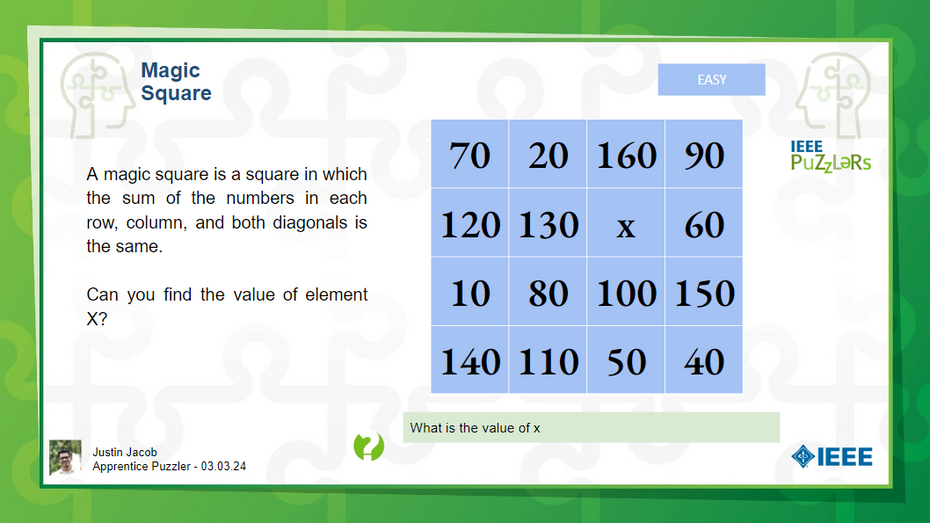 Magic
Square
EASY
IEEE
PuZzLəRs
A magic square is a square in which
the sum of the numbers in each
row, column, and both diagonals is
the same.
Can you find the value of element
X?
70 20 160 90
120 130 x 60
10 80 100 150
140 110 50 40
What is the value of x
Justin Jacob
Apprentice Puzzler - 03.03.24
IEEE